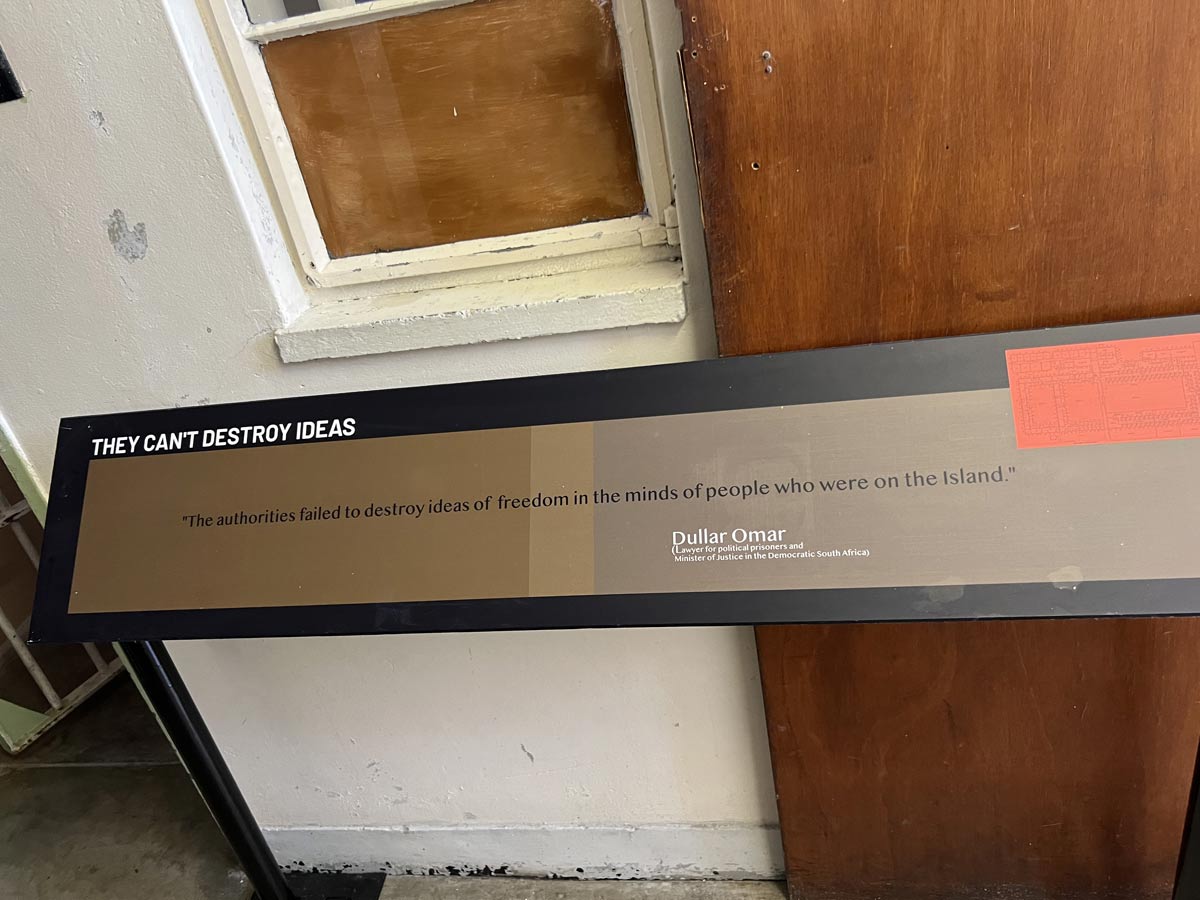 THEY CAN'T DESTROY IDEAS
"The authorities failed to destroy ideas of freedom in the minds of people who were on the Island."
Dullar Omar
(Lawyer for political prisoners and
Minister of Justice in the Democratic South Africa)